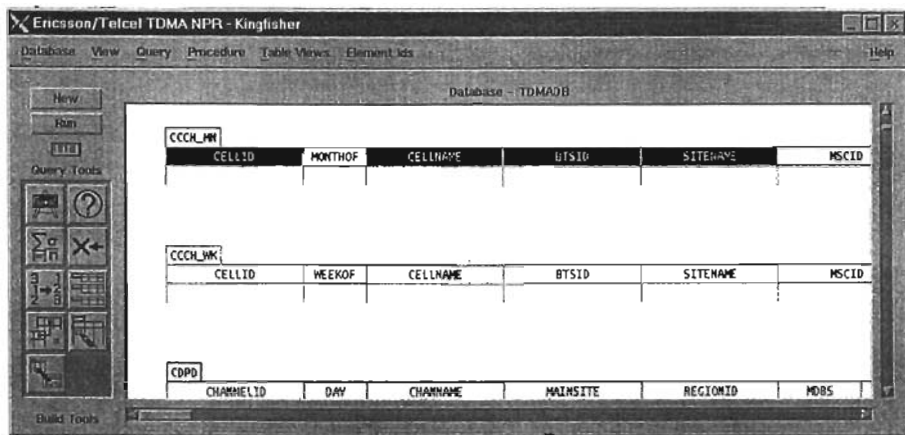 Ericsson/Telcel TDMA NPR - Kingfisher
Database View Query Procedure Table Views Element Ids Help
New
Database - TDMADB
Run
Query Tools
CCCH_MN
CELLID MONTHOF CELLNAME BTSID SITENAME MSCID
CCCH_WK
CELLID WEEKOF CELLNAME BTSID SITENAME MSCID
CDPD
CHANNELID DAY CHANNAME MAINSITE REGIONID MDBS
Build Tools